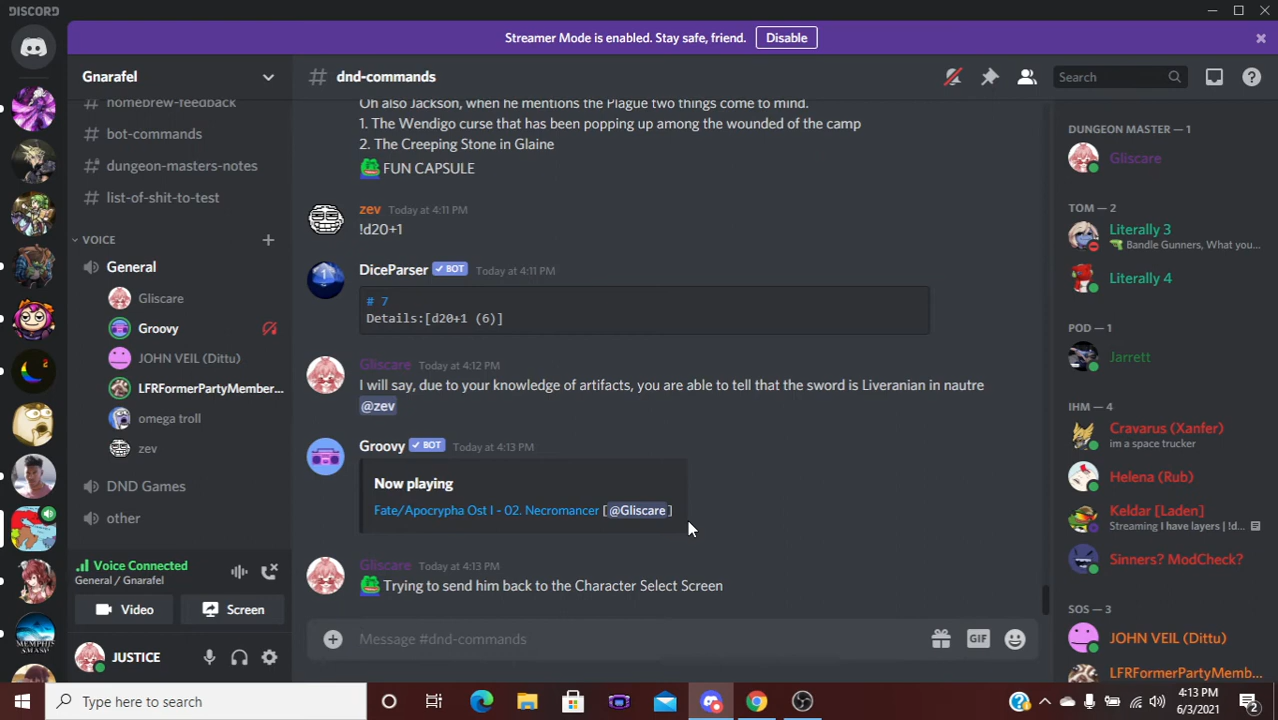 DISCORD
Streamer Mode is enabled. Stay safe, friend. Disable
Gnarafel
# dnd-commands
Search
# homebrew-feedback
# bot-commands
# dungeon-masters-notes
# list-of-shit-to-test
VOICE
General
Gliscare
Groovy
JOHN VEIL (Dittu)
LFRFormerPartyMember...
omega troll
zev
DND Games
other
Voice Connected
General / Gnarafel
Video
Screen
JUSTICE
Oh also Jackson, when he mentions the Plague two things come to mind.
1. The Wendigo curse that has been popping up among the wounded of the camp
2. The Creeping Stone in Glaine
FUN CAPSULE
zev Today at 4:11 PM
!d20+1
DiceParser ✓ BOT Today at 4:11 PM
# 7
Details:[d20+1 (6)]
Gliscare Today at 4:12 PM
I will say, due to your knowledge of artifacts, you are able to tell that the sword is Liveranian in nautre
@zev
Groovy ✓ BOT Today at 4:13 PM
Now playing
Fate/Apocrypha Ost I - 02. Necromancer [ @Gliscare ]
Gliscare Today at 4:13 PM
Trying to send him back to the Character Select Screen
Message #dnd-commands
GIF
DUNGEON MASTER — 1
Gliscare
TOM — 2
Literally 3
Bandle Gunners, What you...
Literally 4
POD — 1
Jarrett
IHM — 4
Cravarus (Xanfer)
im a space trucker
Helena (Rub)
Keldar [Laden]
Streaming I have layers | !d...
Sinners? ModCheck?
SOS — 3
JOHN VEIL (Dittu)
LFRFormerPartyMemb...
Type here to search
4:13 PM
6/3/2021
2